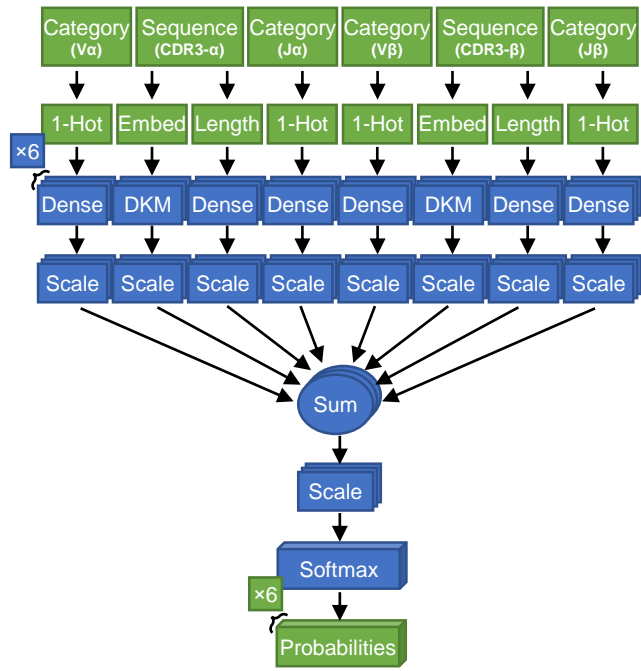 Category Sequence Category Category Sequence Category
(Vα) (CDR3-α) (Jα) (Vβ) (CDR3-β) (Jβ)
1-Hot Embed Length 1-Hot 1-Hot Embed Length 1-Hot
×6
Dense DKM Dense Dense Dense DKM Dense Dense
Scale Scale Scale Scale Scale Scale Scale Scale
Sum
Scale
Softmax
×6
Probabilities